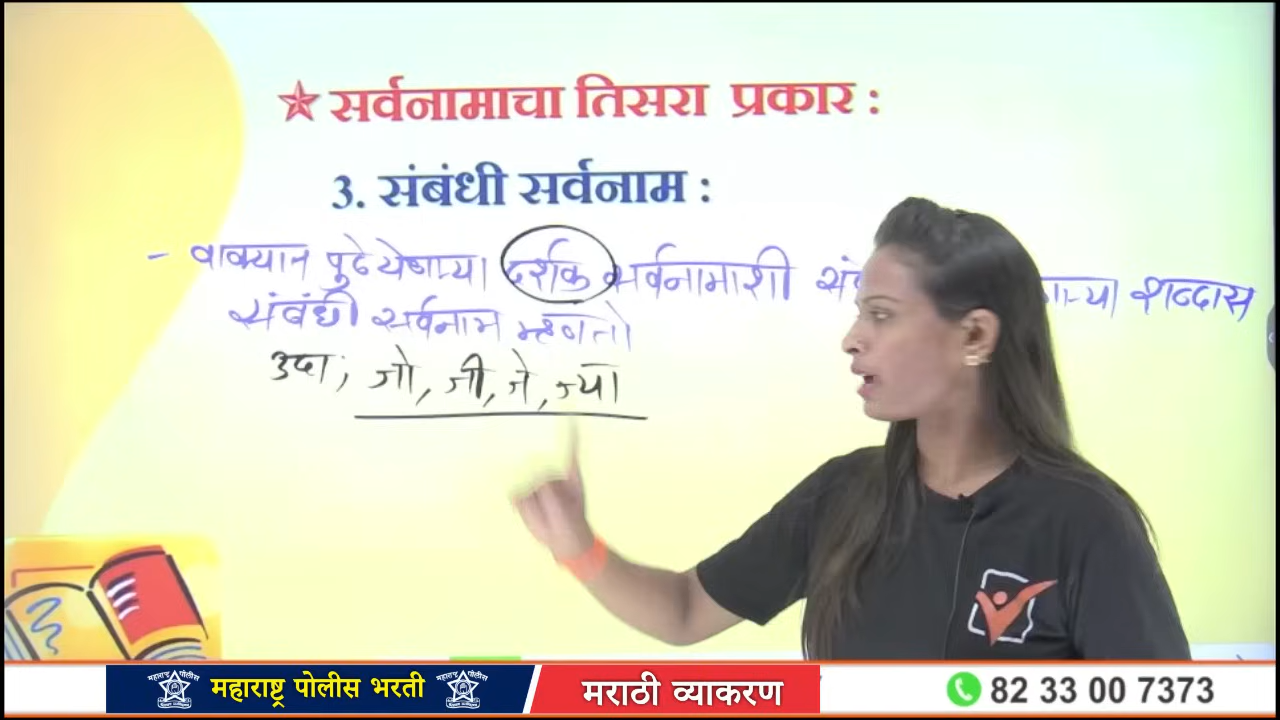 सर्वनामाचा तिसरा प्रकार :
3. संबंधी सर्वनाम :
- वाक्यात पुढे येणाऱ्या दर्शक सर्वनामाशी शब्दास
संबंधी सर्वनाम म्हणतो
उदा; जो, जी, जे, ज्या
महाराष्ट्र पोलीस भरती
मराठी व्याकरण
82 33 00 7373